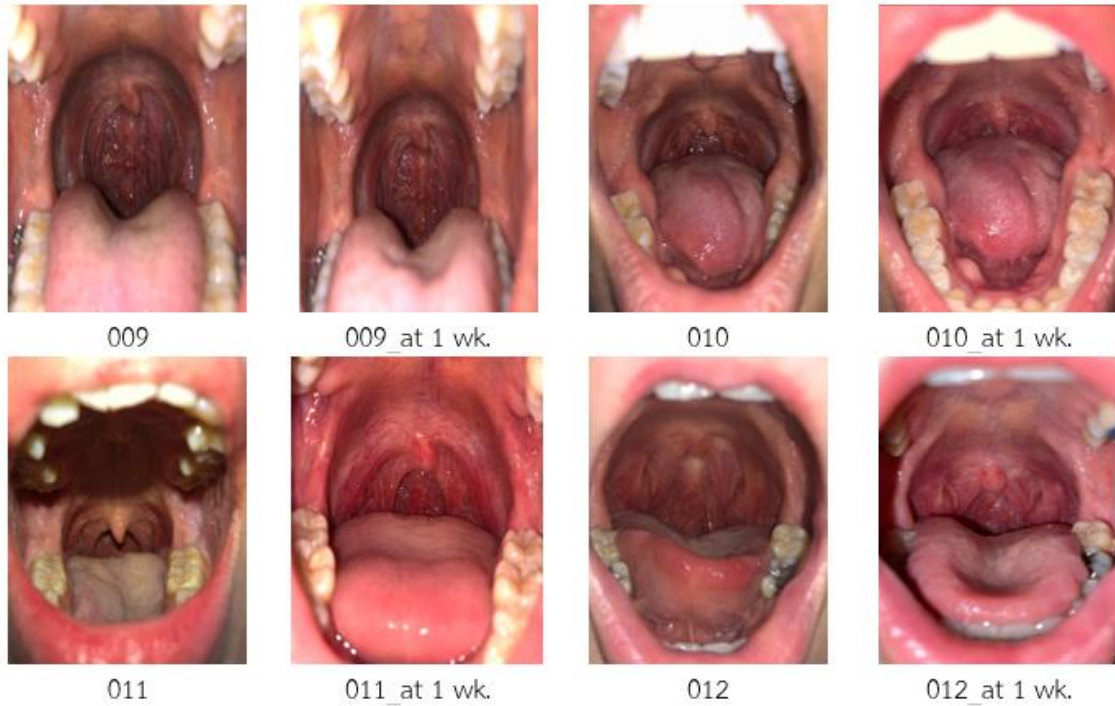 009
009_at 1 wk.
010
010_at 1 wk.
011
011_at 1 wk.
012
012_at 1 wk.